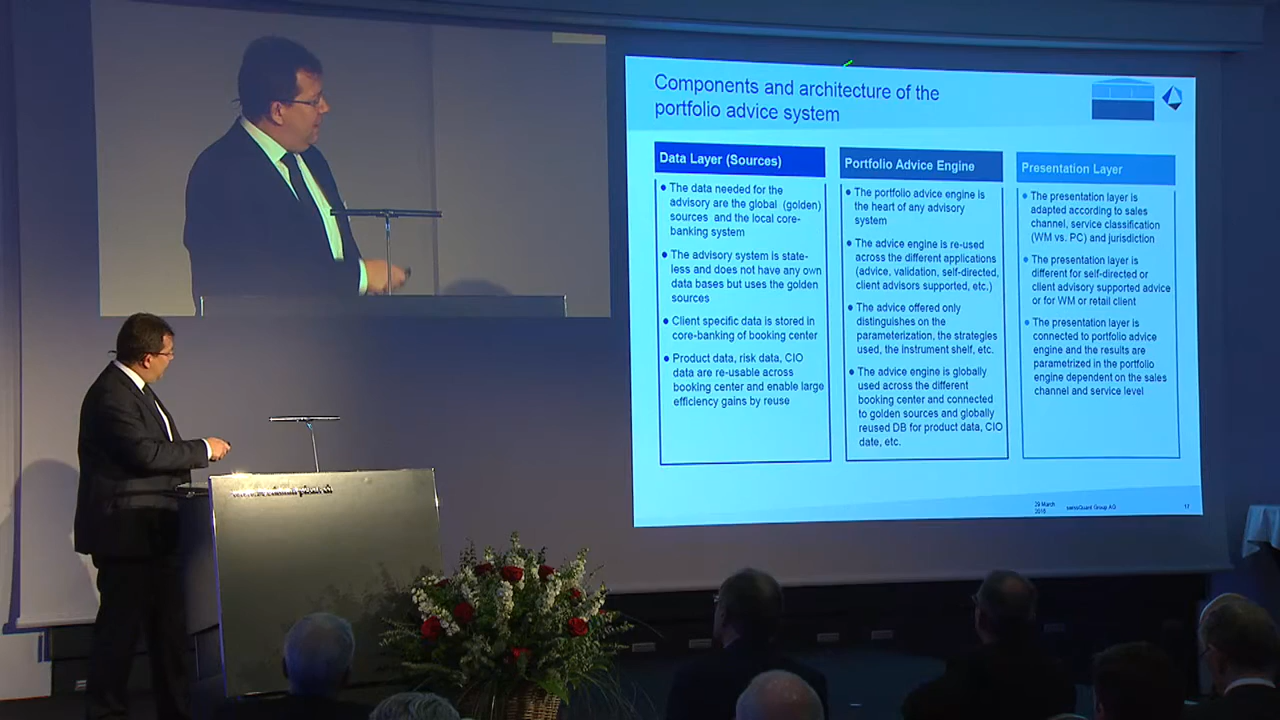 Components and architecture of the
portfolio advice system
Data Layer (Sources)
The data needed for the
advisory are the global (golden)
sources and the local core-
banking system
The advisory system is state-
less and does not have any own
data bases but uses the golden
sources
Client specific data is stored in
core-banking of booking center
Product data, risk data, CIO
data are re-usable across
booking center and enable large
efficiency gains by reuse
Portfolio Advice Engine
The portfolio advice engine is
the heart of any advisory
system
The advice engine is re-used
across the different applications
(advice, validation, self-directed,
client advisors supported, etc.)
The advice offered only
distinguishes on the
parameterization, the strategies
used, the instrument shelf, etc.
The advice engine is globally
used across the different
booking center and connected
to golden sources and globally
reused DB for product data, CIO
date, etc.
Presentation Layer
The presentation layer is
adapted according to sales
channel, service classification
(WM vs. PC) and jurisdiction
The presentation layer is
different for self-directed or
client advisory supported advice
or for WM or retail client
The presentation layer is
connected to portfolio advice
engine and the results are
parametrized in the portfolio
engine dependent on the sales
channel and service level
29 March
2016
swissQuant Group AG
17